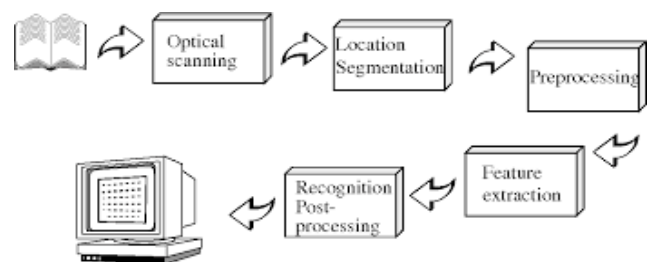 Optical
scanning
Location
Segmentation
Preprocessing
Feature
extraction
Recognition
Post-
processing